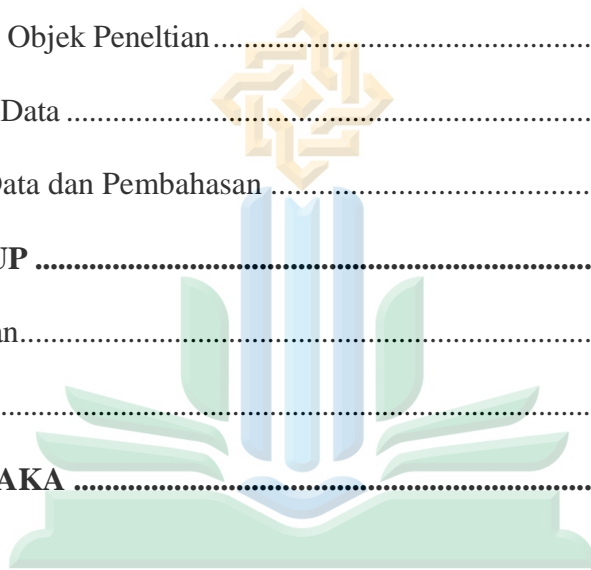 Objek Peneltian...............................................
Data ....................................................................
Data dan Pembahasan .......................................
UP .......................................................................
an..........................................................................
.............................................................................
AKA ..................................................................